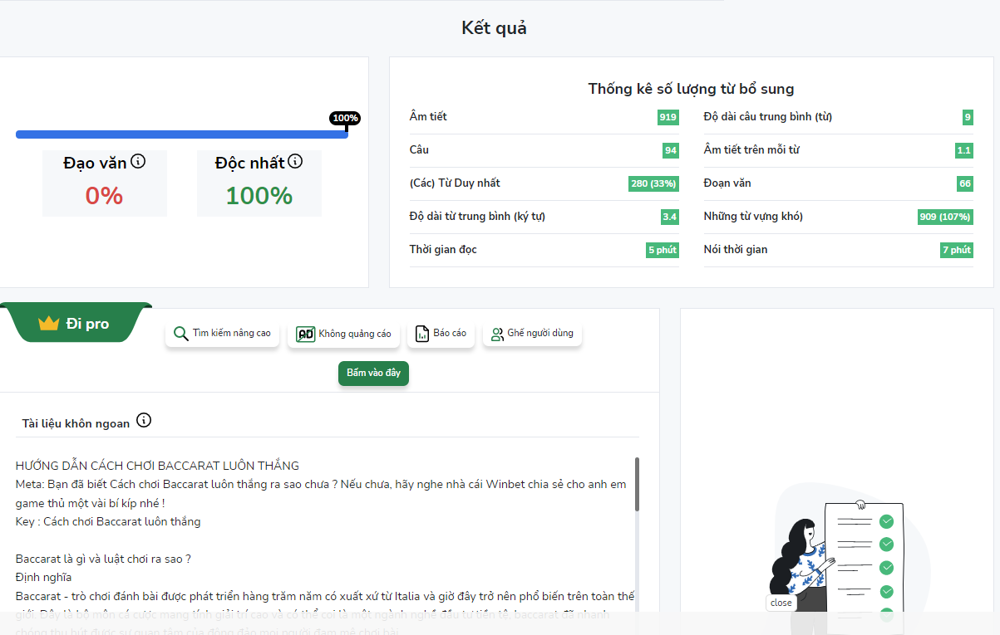 Kết quả
100%
Đạo văn
0%
Độc nhất
100%
Thống kê số lượng từ bổ sung
Âm tiết 919
Độ dài câu trung bình (từ) 9
Câu 94
Âm tiết trên mỗi từ 1.1
(Các) Từ Duy nhất 280 (33%)
Đoạn văn 66
Độ dài từ trung bình (ký tự) 3.4
Những từ vựng khó) 909 (107%)
Thời gian đọc 5 phút
Nói thời gian 7 phút
Đi pro
Tìm kiếm nâng cao
AD Không quảng cáo
Báo cáo
Ghế người dùng
Bấm vào đây
Tài liệu khôn ngoan
HƯỚNG DẪN CÁCH CHƠI BACCARAT LUÔN THẮNG
Meta: Bạn đã biết Cách chơi Baccarat luôn thắng ra sao chưa ? Nếu chưa, hãy nghe nhà cái Winbet chia sẻ cho anh em
game thủ một vài bí kíp nhé !
Key : Cách chơi Baccarat luôn thắng
Baccarat là gì và luật chơi ra sao ?
Định nghĩa
Baccarat - trò chơi đánh bài được phát triển hàng trăm năm có xuất xứ từ Italia và giờ đây trở nên phổ biến trên toàn thế
giới. Đây là bộ môn cá cược mang tính giải trí cao và có thể coi là một ngành nghề đầu tư tiền tệ. baccarat đã nhanh
chóng thu hút được sự quan tâm của đông đảo mọi người đam mê chơi bài
close